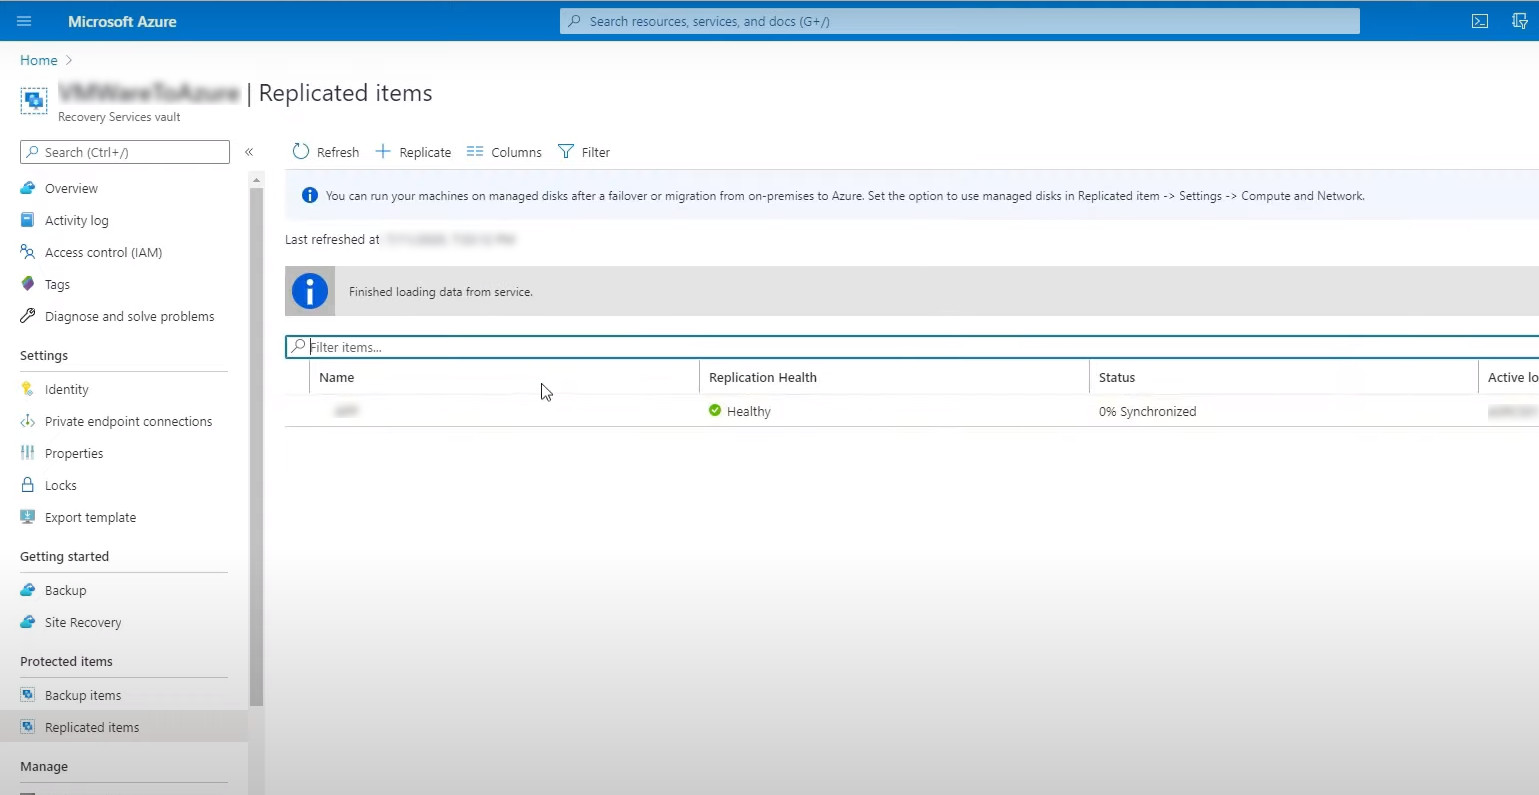 Microsoft Azure
Search resources, services, and docs (G+/)
Home
| Replicated items
Recovery Services vault
Search (Ctrl+/)
«
Refresh
Replicate
Columns
Filter
Overview
Activity log
Access control (IAM)
Tags
Diagnose and solve problems
Settings
Identity
Private endpoint connections
Properties
Locks
Export template
Getting started
Backup
Site Recovery
Protected items
Backup items
Replicated items
Manage
You can run your machines on managed disks after a failover or migration from on-premises to Azure. Set the option to use managed disks in Replicated item -> Settings -> Compute and Network.
Last refreshed at
Finished loading data from service.
Filter items...
Name
Replication Health
Status
Active lo
Healthy
0% Synchronized